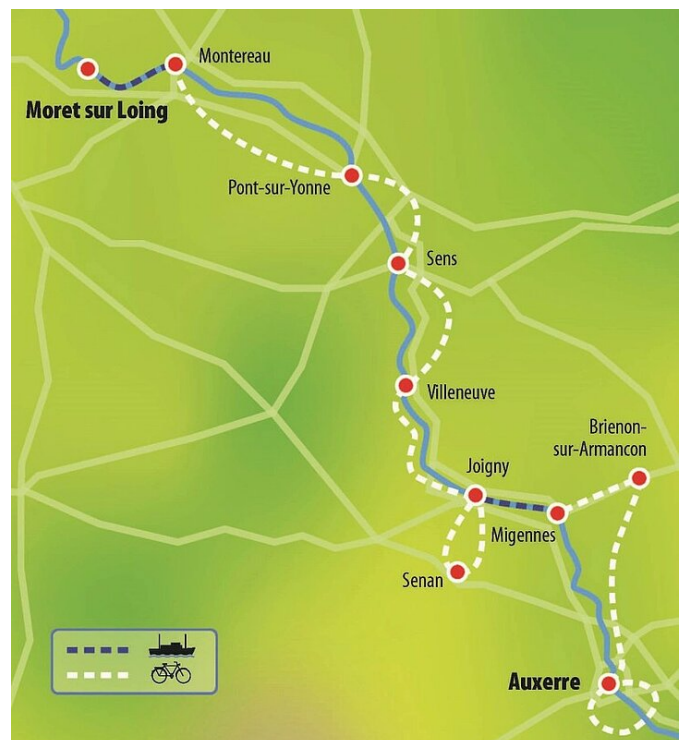 Montereau
Moret sur Loing
Pont-sur-Yonne
Sens
Villeneuve
Brienon-
sur-Armancon
Joigny
Migennes
Senan
Auxerre